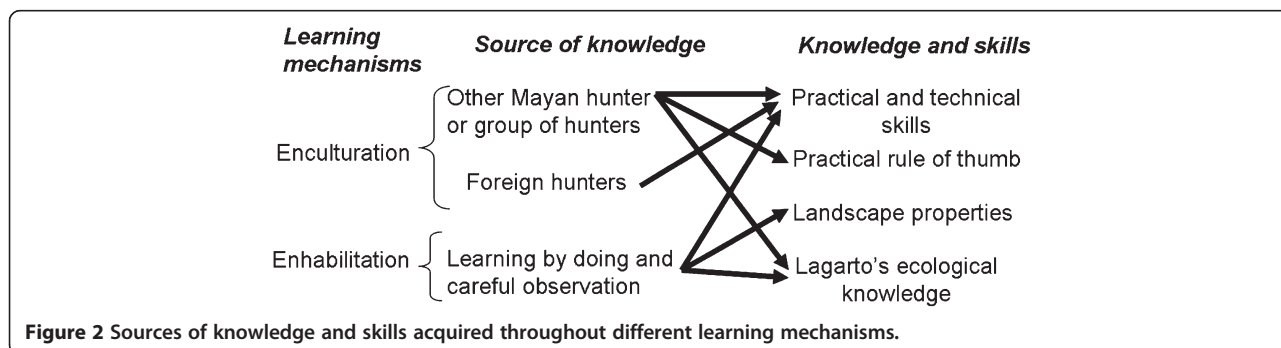 Learning mechanisms
Source of knowledge
Knowledge and skills
Enculturation
Other Mayan hunter
or group of hunters
Foreign hunters
Enhabilitation
Learning by doing and
careful observation
Practical and technical
skills
Practical rule of thumb
Landscape properties
Lagarto's ecological
knowledge
Figure 2 Sources of knowledge and skills acquired throughout different learning mechanisms.